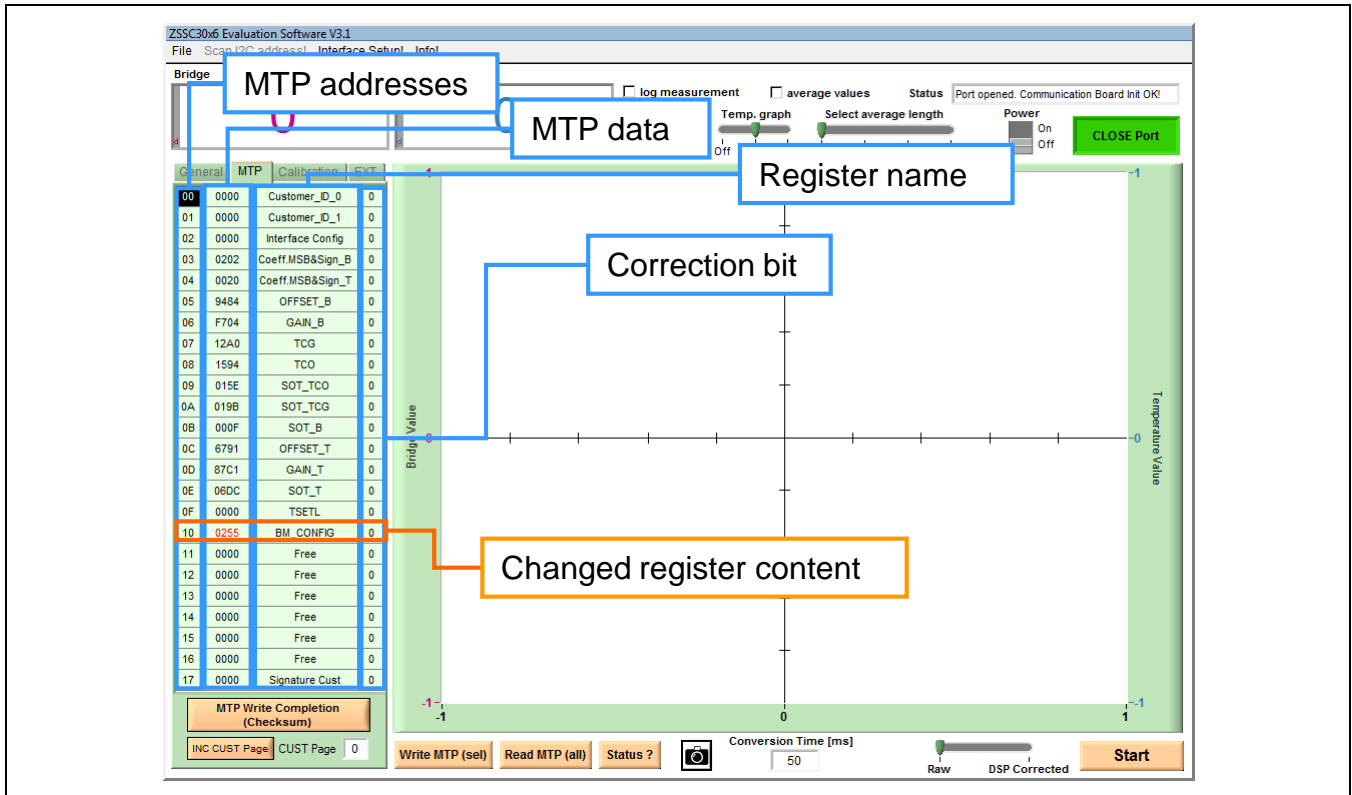 ZSSC30x6 Evaluation Software V3.1
File Scan I2C address! Interface Setup! Info!
Bridge
MTP addresses
MTP data
Register name
Correction bit
Changed register content
log measurement
average values
Status
Port opened. Communication Board Init OK!
Temp. graph
Off
Select average length
Power
On
Off
CLOSE Port
General MTP Calibration EXT
00 0000 Customer_ID_0 0
01 0000 Customer_ID_1 0
02 0000 Interface Config 0
03 0202 Coeff.MSB&Sign_B 0
04 0020 Coeff.MSB&Sign_T 0
05 9484 OFFSET_B 0
06 F704 GAIN_B 0
07 12A0 TCG 0
08 1594 TCO 0
09 015E SOT_TCO 0
0A 019B SOT_TCG 0
0B 000F SOT_B 0
0C 6791 OFFSET_T 0
0D 87C1 GAIN_T 0
0E 06DC SOT_T 0
0F 0000 TSETL 0
10 0255 BM_CONFIG 0
11 0000 Free 0
12 0000 Free 0
13 0000 Free 0
14 0000 Free 0
15 0000 Free 0
16 0000 Free 0
17 0000 Signature Cust 0
MTP Write Completion
(Checksum)
INC CUST Page CUST Page 0
Bridge Value
1
0
-1
-1 0 1
Temperature Value
-1
-0
--1
Write MTP (sel) Read MTP (all) Status ?
Conversion Time [ms]
50
Raw DSP Corrected
Start